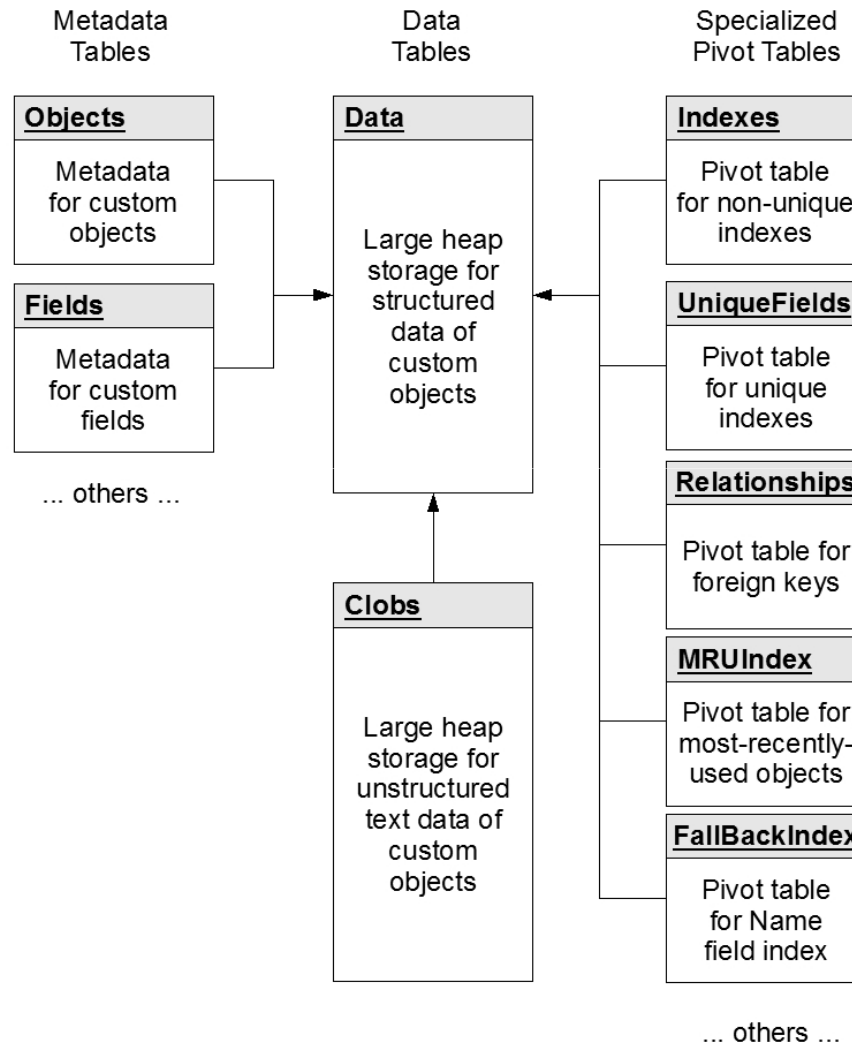 Metadata
Tables
Objects
Metadata
for custom
objects
Fields
Metadata
for custom
fields
... others ...
Data
Tables
Data
Large heap
storage for
structured
data of
custom
objects
Clobs
Large heap
storage for
unstructured
text data of
custom
objects
Specialized
Pivot Tables
Indexes
Pivot table
for non-unique
indexes
UniqueFields
Pivot table
for unique
indexes
Relationships
Pivot table for
foreign keys
MRUIndex
Pivot table for
most-recently-
used objects
FallBackIndex
Pivot table
for Name
field index
... others ...